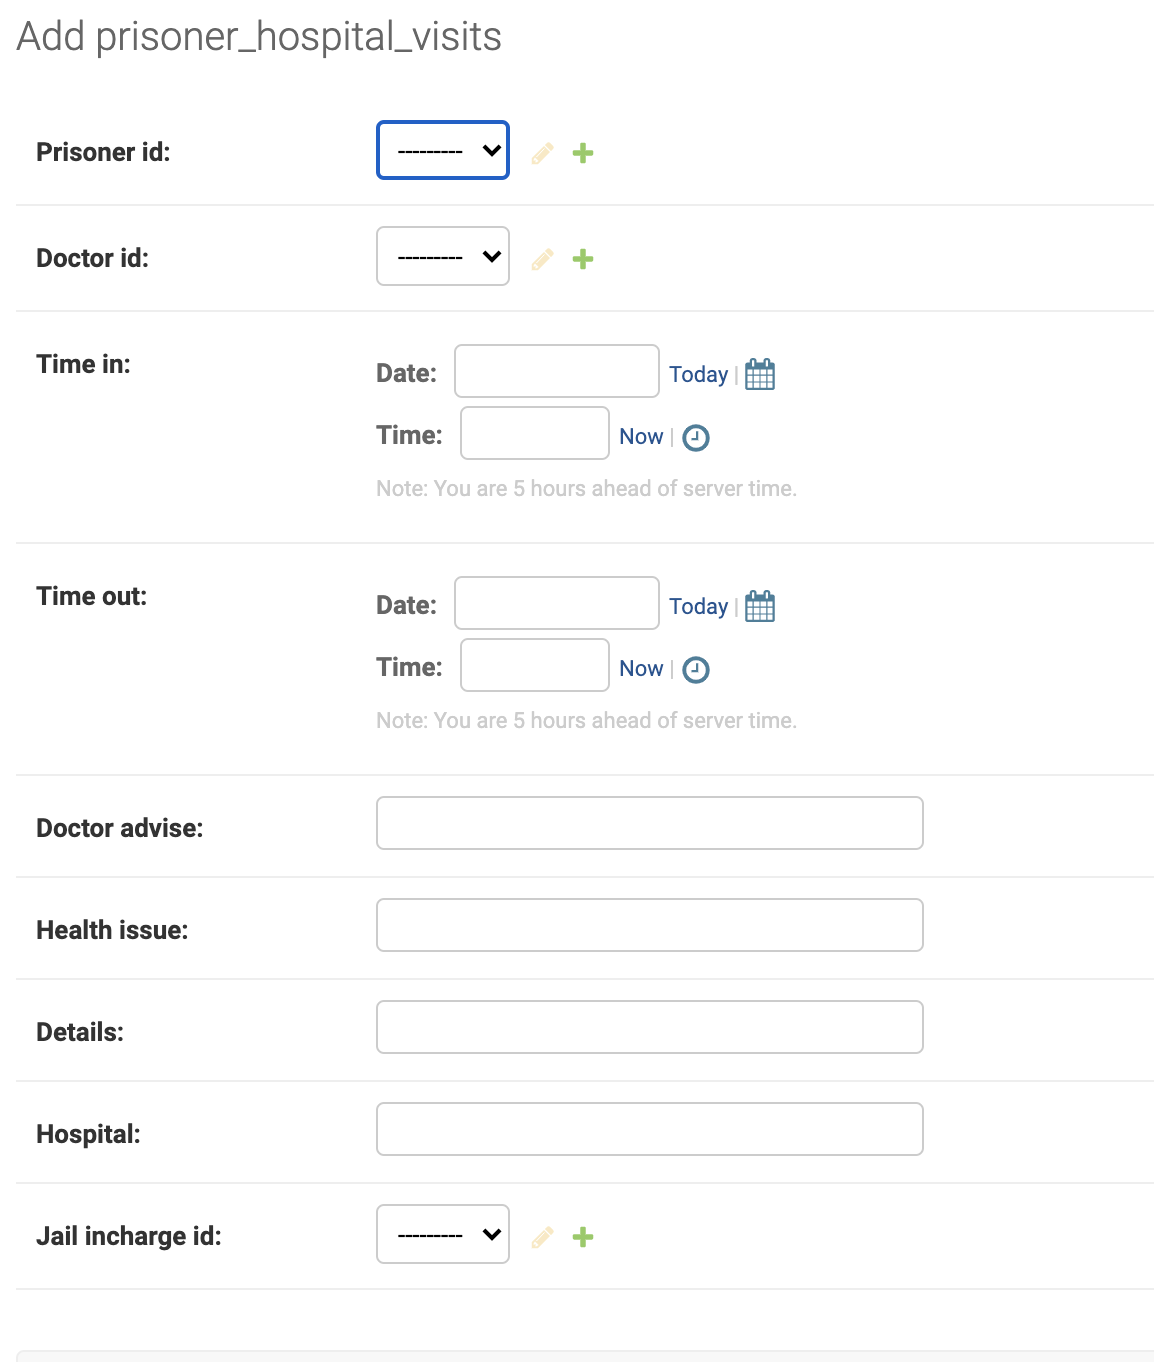 Add prisoner_hospital_visits
Prisoner id: ---------
Doctor id: ---------
Time in:
Date: Today |
Time: Now |
Note: You are 5 hours ahead of server time.
Time out:
Date: Today |
Time: Now |
Note: You are 5 hours ahead of server time.
Doctor advise:
Health issue:
Details:
Hospital:
Jail incharge id: ---------